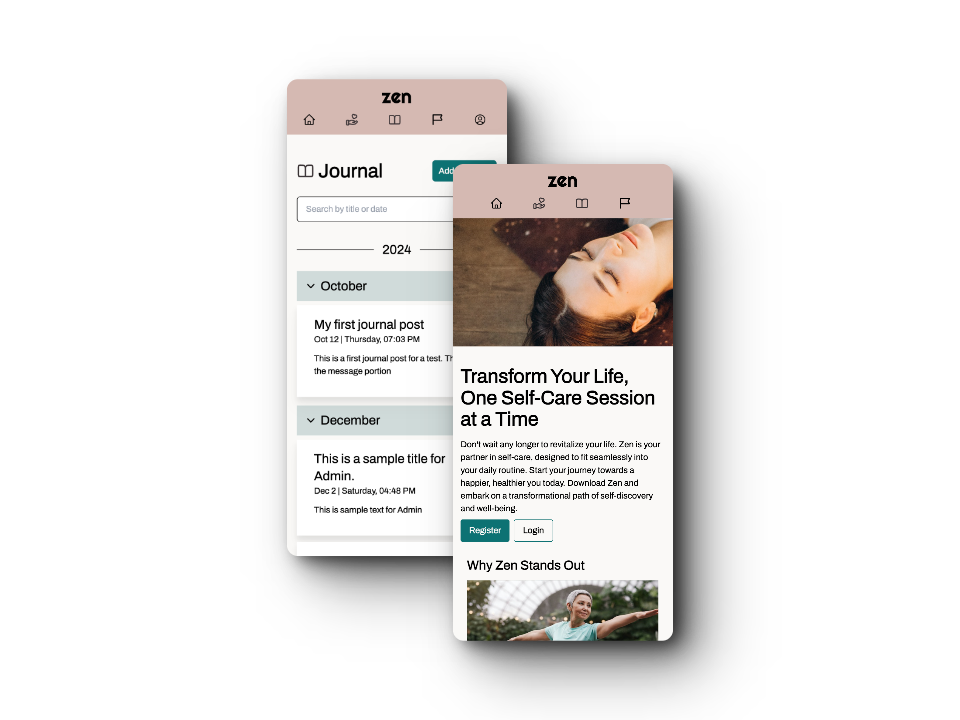 zen
Journal
Add
Search by title or date
2024
October
My first journal post
Oct 12 | Thursday, 07:03 PM
This is a first journal post for a test.
the message portion
December
This is a sample title for
Admin.
Dec 2 | Saturday, 04:48 PM
This is sample text for Admin
zen
Transform Your Life,
One Self-Care Session
at a Time
Don't wait any longer to revitalize your life. Zen is your
partner in self-care, designed to fit seamlessly into
your daily routine. Start your journey towards a
happier, healthier you today. Download Zen and
embark on a transformational path of self-discovery
and well-being.
Register
Login
Why Zen Stands Out